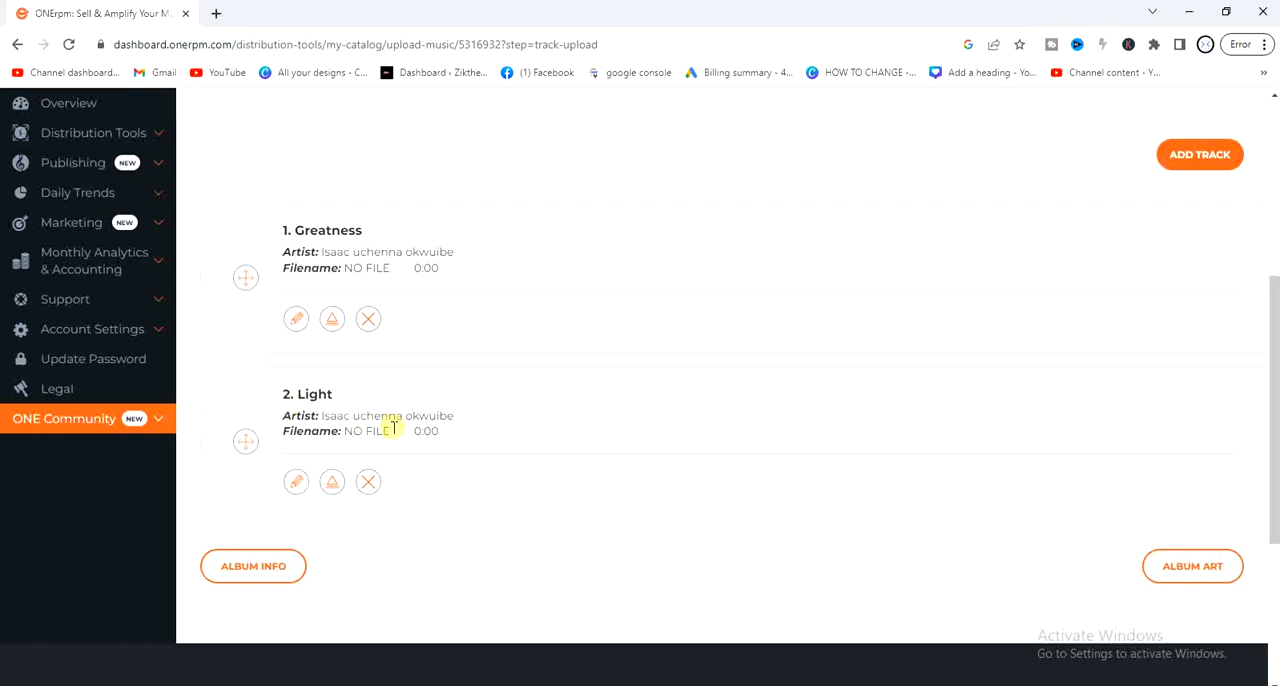 ONErpm: Sell & Amplify Your M
dashboard.onerpm.com/distribution-tools/my-catalog/upload-music/5316932?step=track-upload
Error
Channel dashboard...
Gmail
YouTube
All your designs - C...
Dashboard ‹ Zikthe...
(1) Facebook
google console
Billing summary - 4...
HOW TO CHANGE -...
Add a heading - Yo...
Channel content - Y...
»
Overview
Distribution Tools
Publishing NEW
Daily Trends
Marketing NEW
Monthly Analytics
& Accounting
Support
Account Settings
Update Password
Legal
ONE Community NEW
ADD TRACK
1. Greatness
Artist: Isaac uchenna okwuibe
Filename: NO FILE 0:00
2. Light
Artist: Isaac uchenna okwuibe
Filename: NO FILE 0:00
ALBUM INFO
ALBUM ART
Activate Windows
Go to Settings to activate Windows.